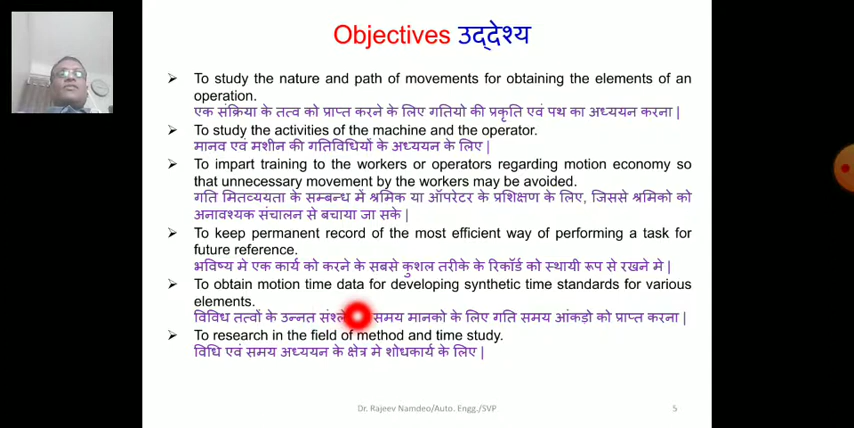 Objectives उद्देश्य
➢ To study the nature and path of movements for obtaining the elements of an
operation.
एक संक्रिया के तत्व को प्राप्त करने के लिए गतियो की प्रकृति एवं पथ का अध्ययन करना |
➢ To study the activities of the machine and the operator.
मानव एवं मशीन की गतिविधियों के अध्ययन के लिए |
➢ To impart training to the workers or operators regarding motion economy so
that unnecessary movement by the workers may be avoided.
गति मितव्ययता के सम्बन्ध में श्रमिक या ऑपरेटर के प्रशिक्षण के लिए, जिससे श्रमिको को
अनावश्यक संचालन से बचाया जा सके |
➢ To keep permanent record of the most efficient way of performing a task for
future reference.
भविष्य मे एक कार्य को करने के सबसे कुशल तरीके के रिकॉर्ड को स्थायी रूप से रखने मे |
➢ To obtain motion time data for developing synthetic time standards for various
elements.
विविध तत्वों के उन्नत समय मानको के लिए गति समय आंकड़ो को प्राप्त करना |
➢ To research in the field of method and time study.
विधि एवं समय अध्ययन के क्षेत्र मे शोधकार्य के लिए |
Dr. Rajeev Namdeo/Auto. Engg./SVP 5